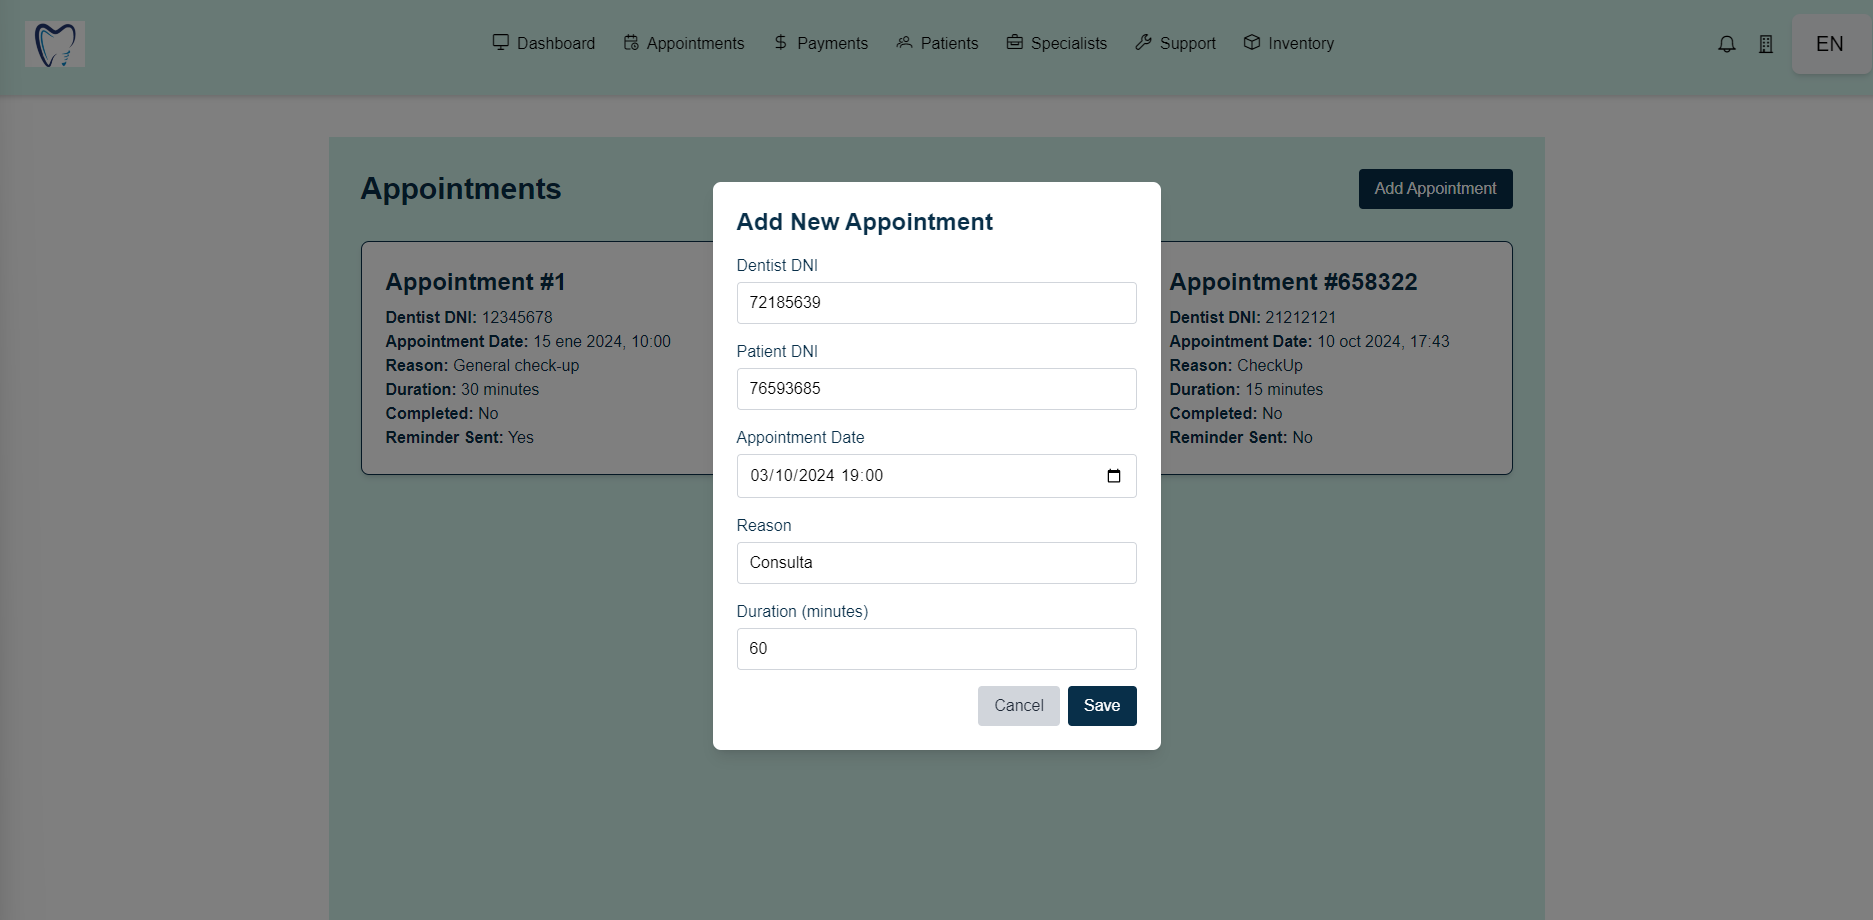 Dashboard
Appointments
Payments
Patients
Specialists
Support
Inventory
EN
Appointments
Add Appointment
Appointment #1
Dentist DNI: 12345678
Appointment Date: 15 ene 2024, 10:00
Reason: General check-up
Duration: 30 minutes
Completed: No
Reminder Sent: Yes
Add New Appointment
Dentist DNI
72185639
Patient DNI
76593685
Appointment Date
03/10/2024 19:00
Reason
Consulta
Duration (minutes)
60
Cancel
Save
Appointment #658322
Dentist DNI: 21212121
Appointment Date: 10 oct 2024, 17:43
Reason: CheckUp
Duration: 15 minutes
Completed: No
Reminder Sent: No